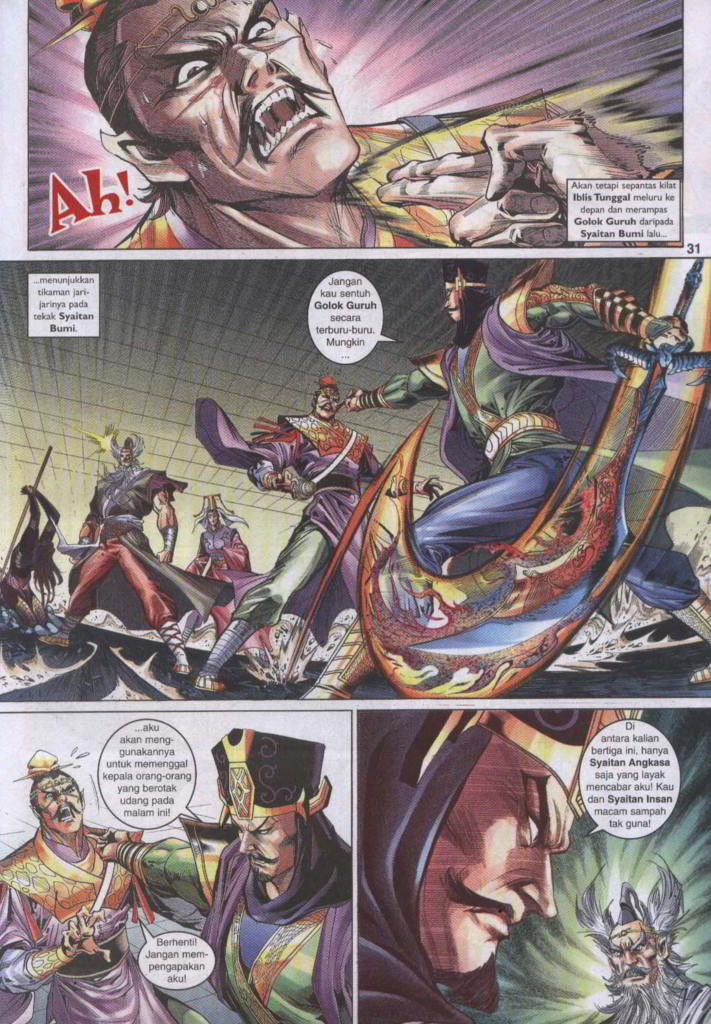 Ah!
Akan tetapi sepantas kilat
Iblis Tunggal meluru ke
depan dan merampas
Golok Guruh daripada
Syaitan Bumi lalu...
31
...menunjukkan
tikaman jari-
jarinya pada
tekak Syaitan
Bumi.
Jangan
kau sentuh
Golok Guruh
secara
terburu-buru.
Mungkin
...
...aku
akan meng-
gunakannya
untuk memenggal
kepala orang-orang
yang berotak
udang pada
malam ini!
Berhenti!
Jangan mem-
pengapakan
aku!
Di
antara kalian
bertiga ini, hanya
Syaitan Angkasa
saja yang layak
mencabar aku! Kau
dan Syaitan Insan
macam sampah
tak guna!